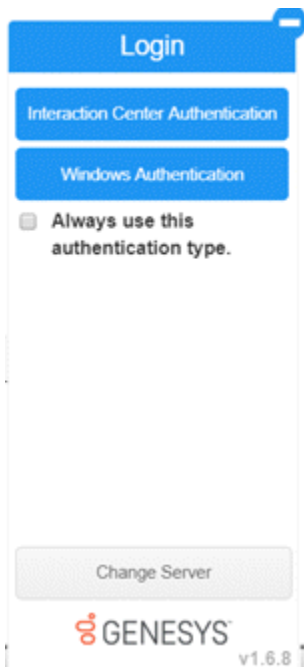 Login
Interaction Center Authentication
Windows Authentication
Always use this
authentication type.
Change Server
GENESYS
v1.6.8